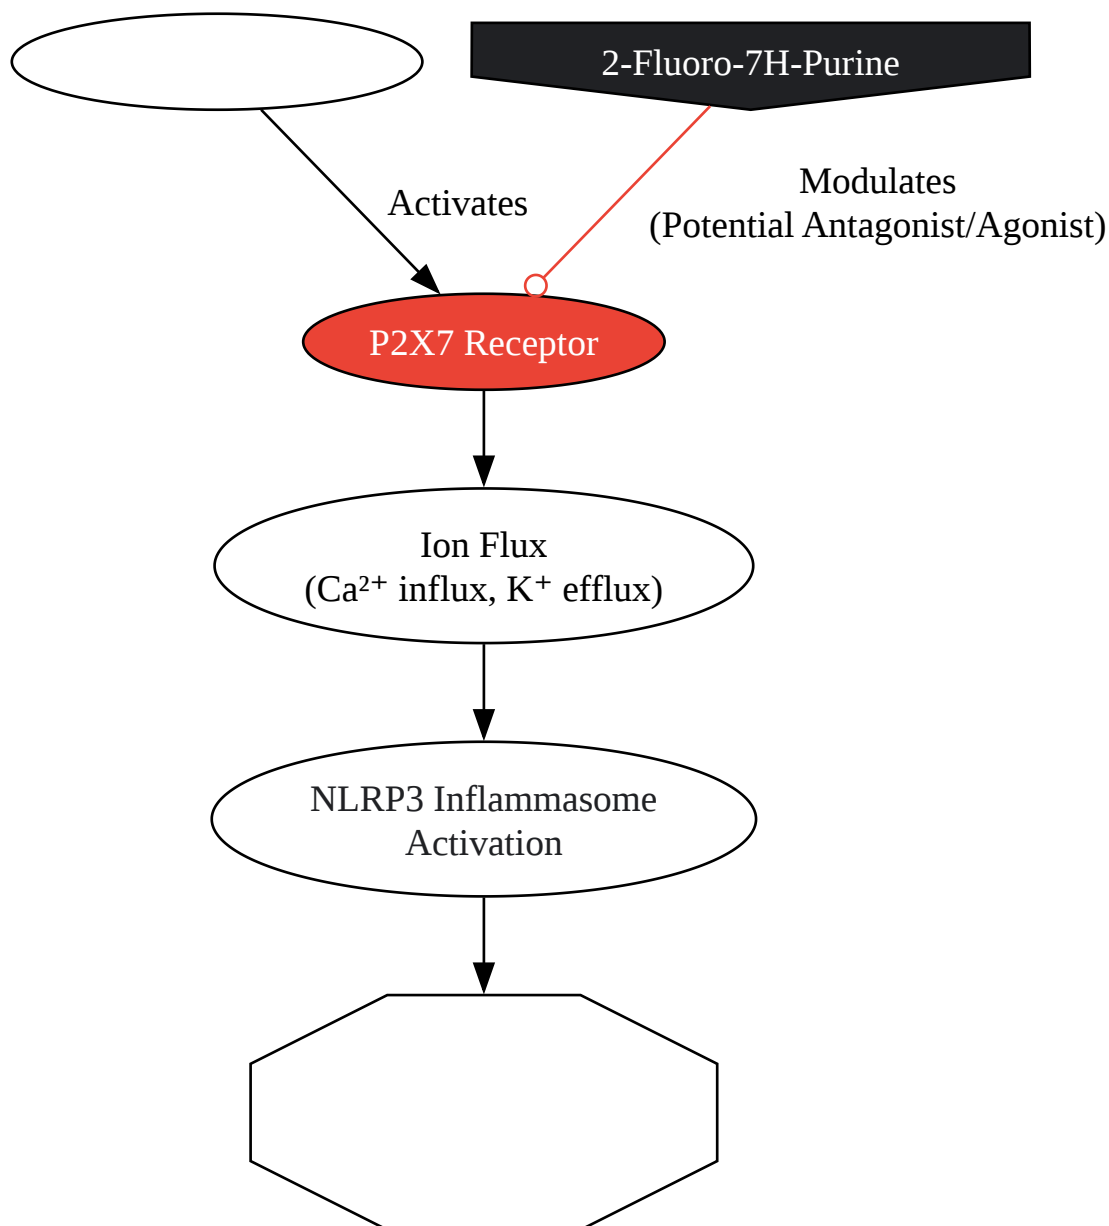 2-Fluoro-7H-Purine
Activates
Modulates
(Potential Antagonist/Agonist)
P2X7 Receptor
Ion Flux
(Ca²⁺ influx, K⁺ efflux)
NLRP3 Inflammasome
Activation